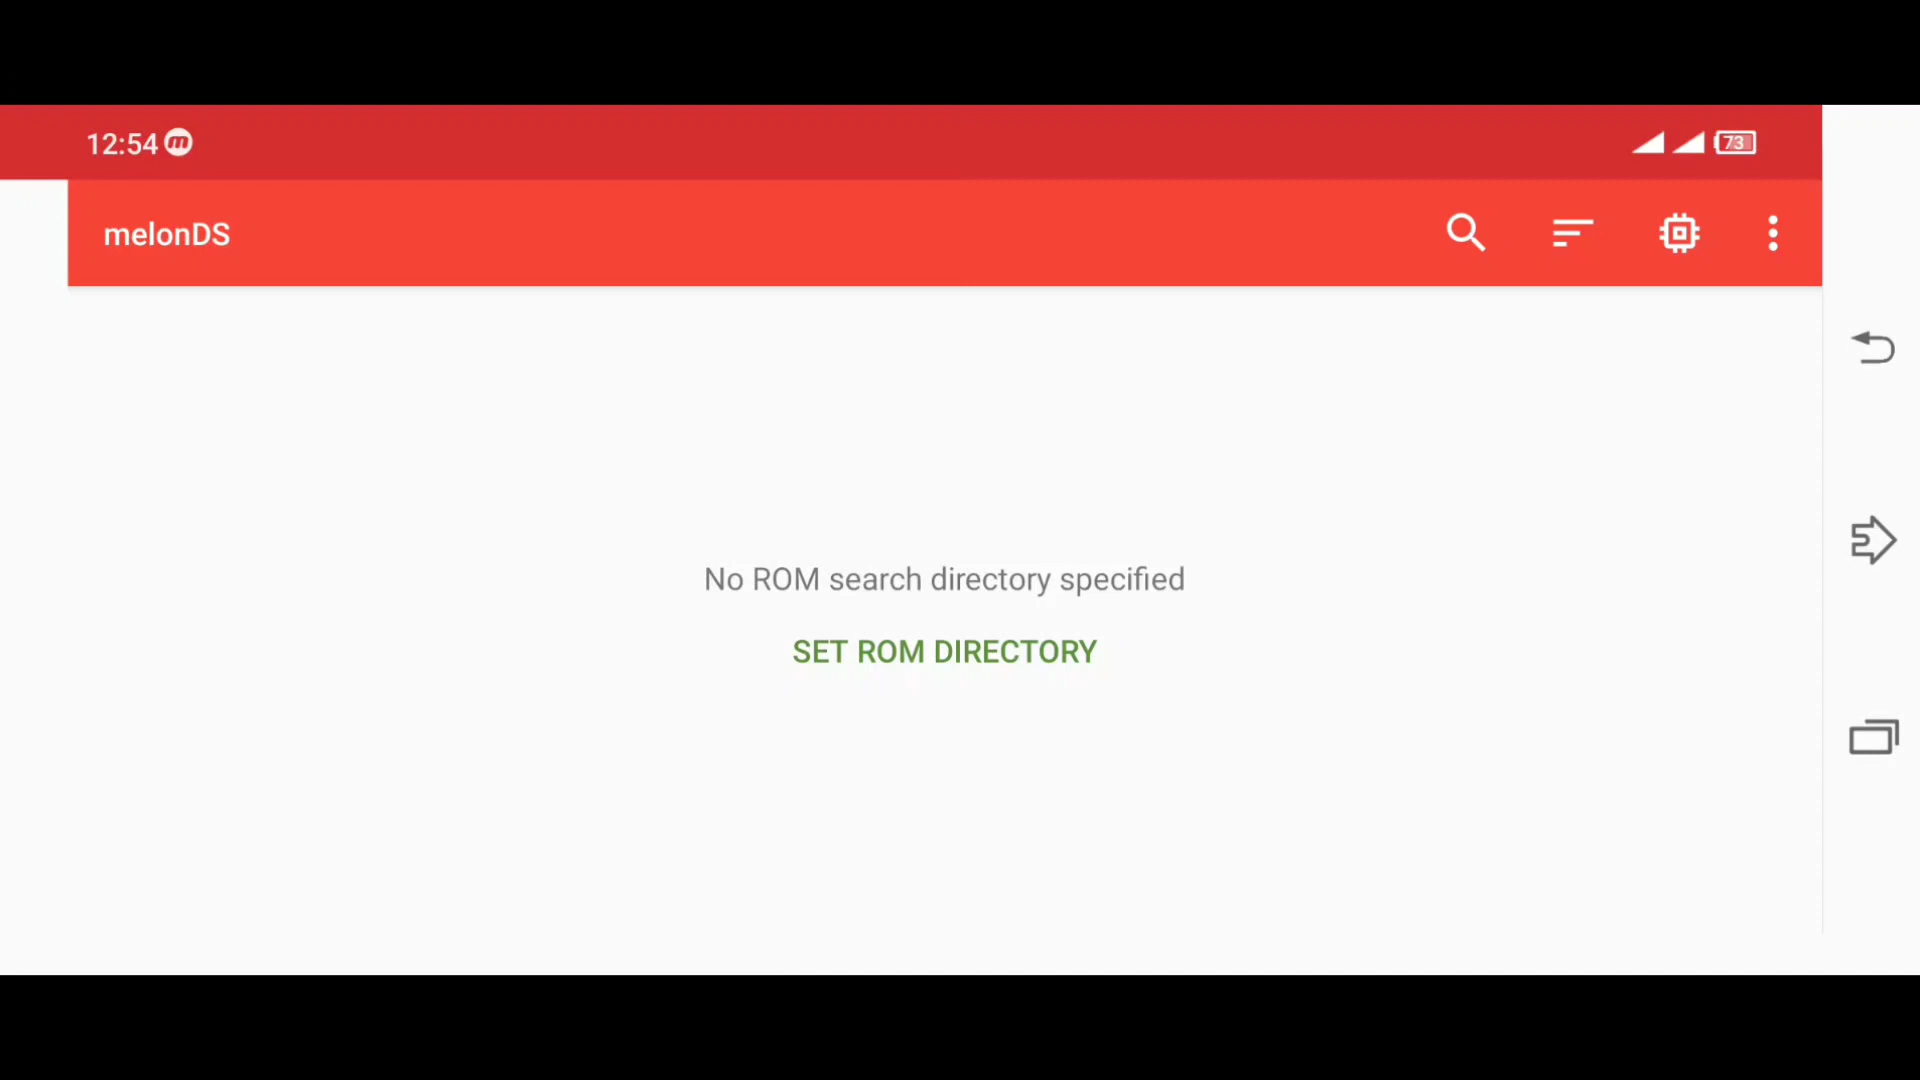 12:54
73
melonDS
No ROM search directory specified
SET ROM DIRECTORY